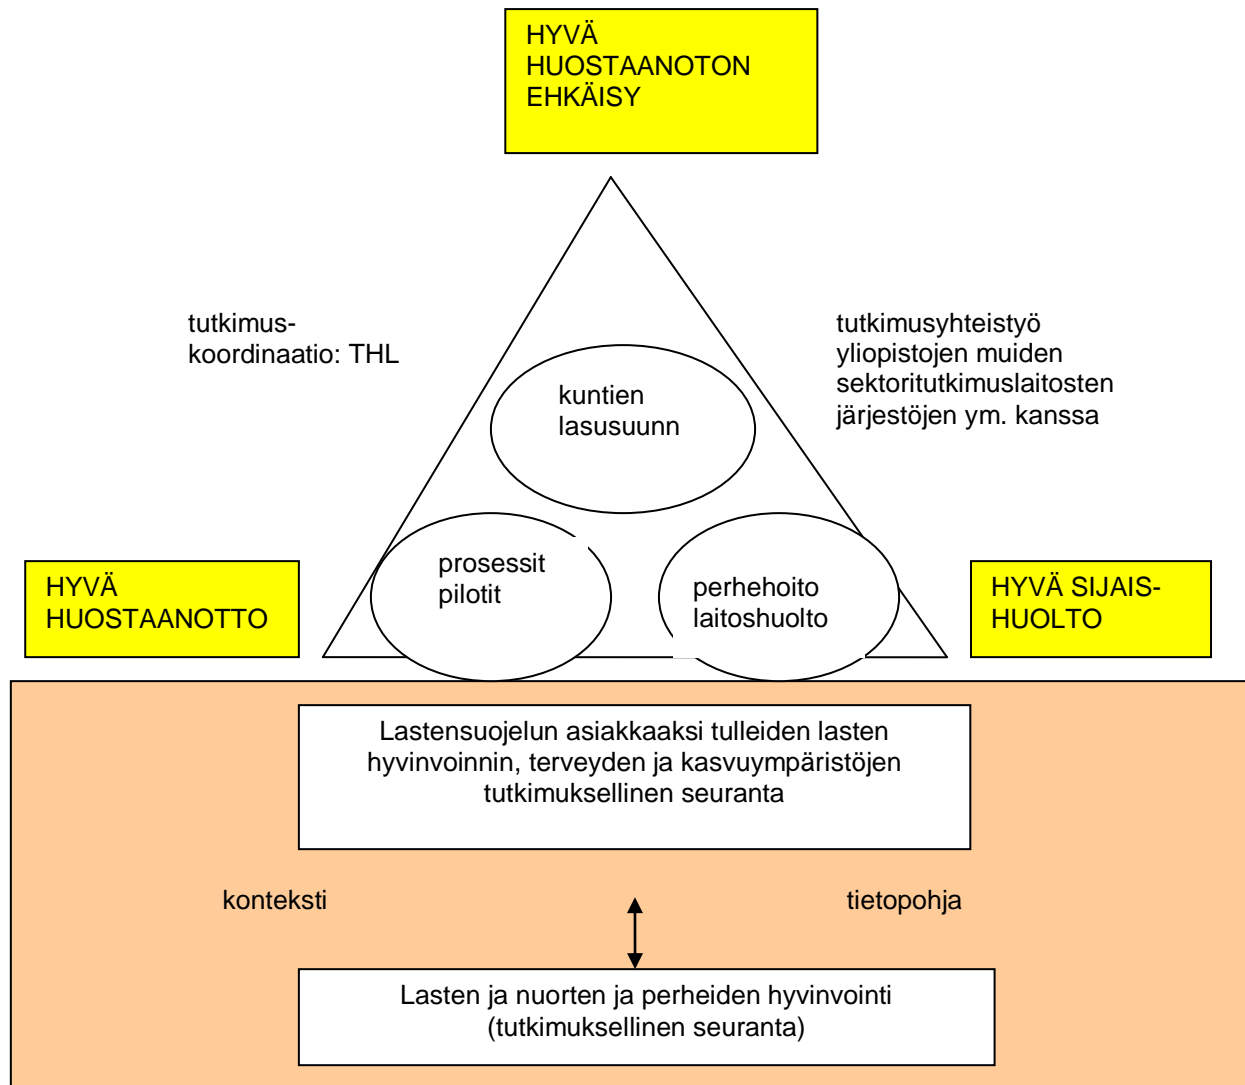 HYVÄ
HUOSTAANOTON
EHKÄISY
tutkimus-
koordinaatio: THL
tutkimusyhteistyö
yliopistojen muiden
sektoritutkimuslaitosten
järjestöjen ym. kanssa
kuntien
lasusuunn
prosessit
pilotit
perhehoito
laitoshuolto
HYVÄ
HUOSTAANOTTO
HYVÄ SIJAIS-
HUOLTO
Lastensuojelun asiakkaaksi tulleiden lasten
hyvinvoinnin, terveyden ja kasvuympäristöjen
tutkimuksellinen seuranta
konteksti
tietopohja
Lasten ja nuorten ja perheiden hyvinvointi
(tutkimuksellinen seuranta)